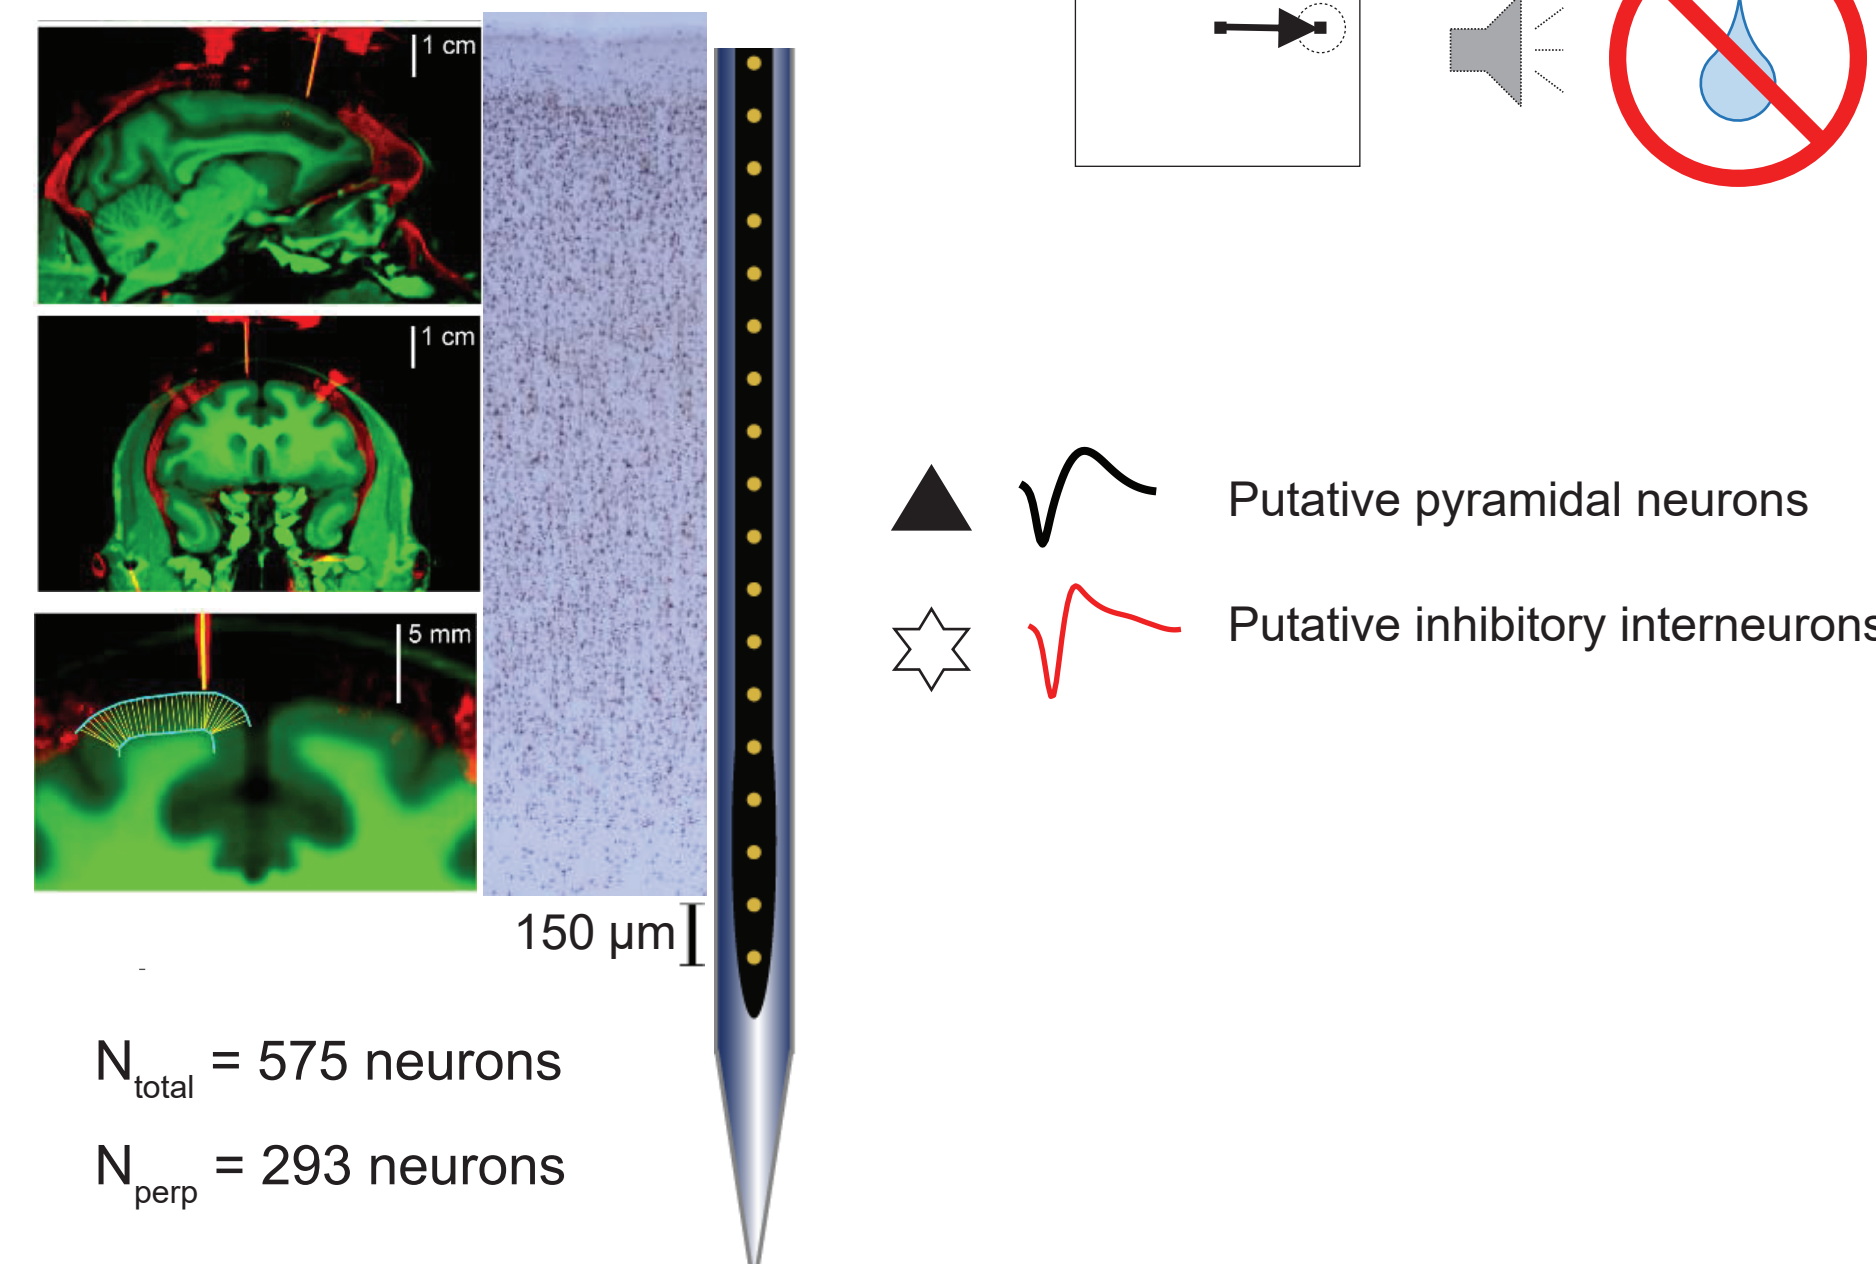 1 cm
1 cm
5 mm
150 µm
N_total = 575 neurons
N_perp = 293 neurons
Putative pyramidal neurons
Putative inhibitory interneurons